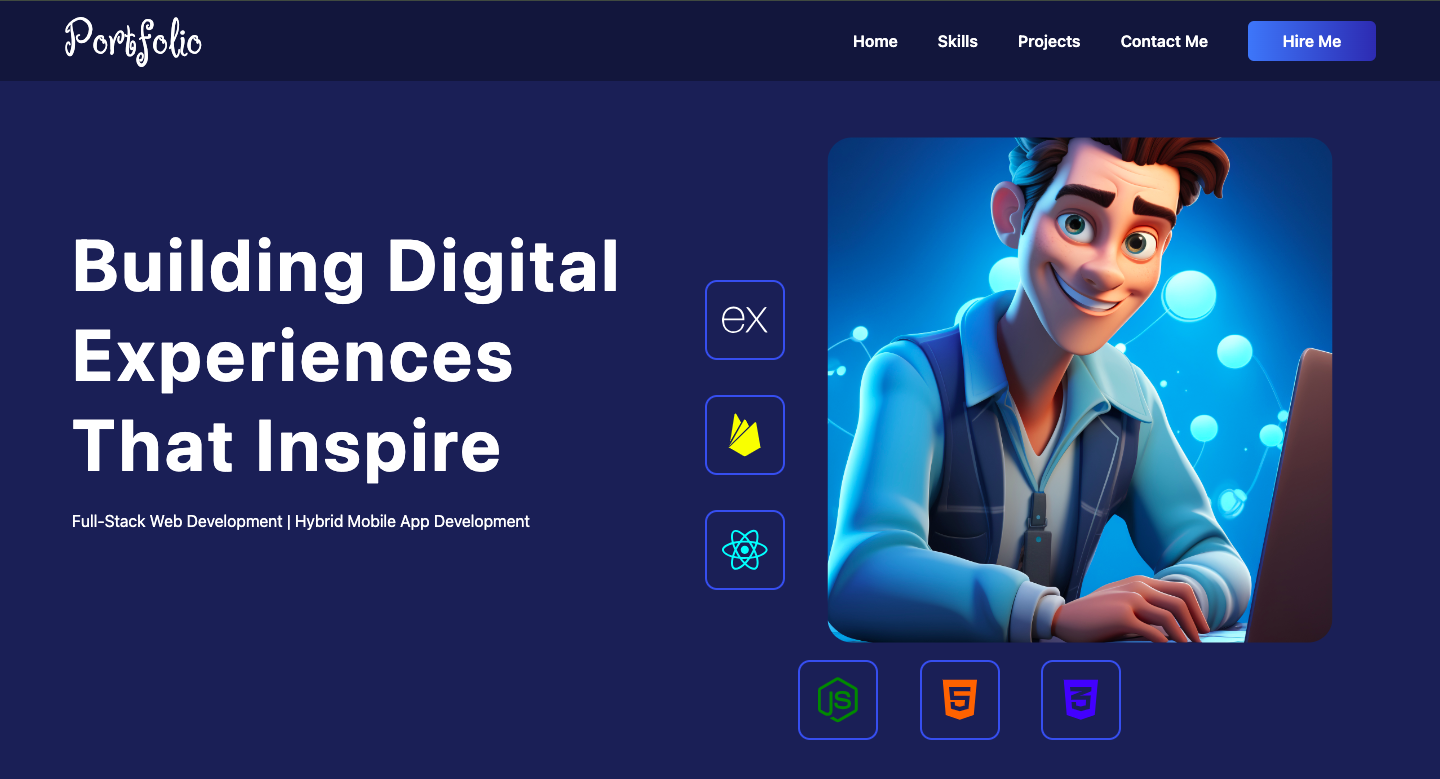 Portfolio
Home
Skills
Projects
Contact Me
Hire Me
Building Digital
Experiences
That Inspire
Full-Stack Web Development | Hybrid Mobile App Development
ex
JS
5
3